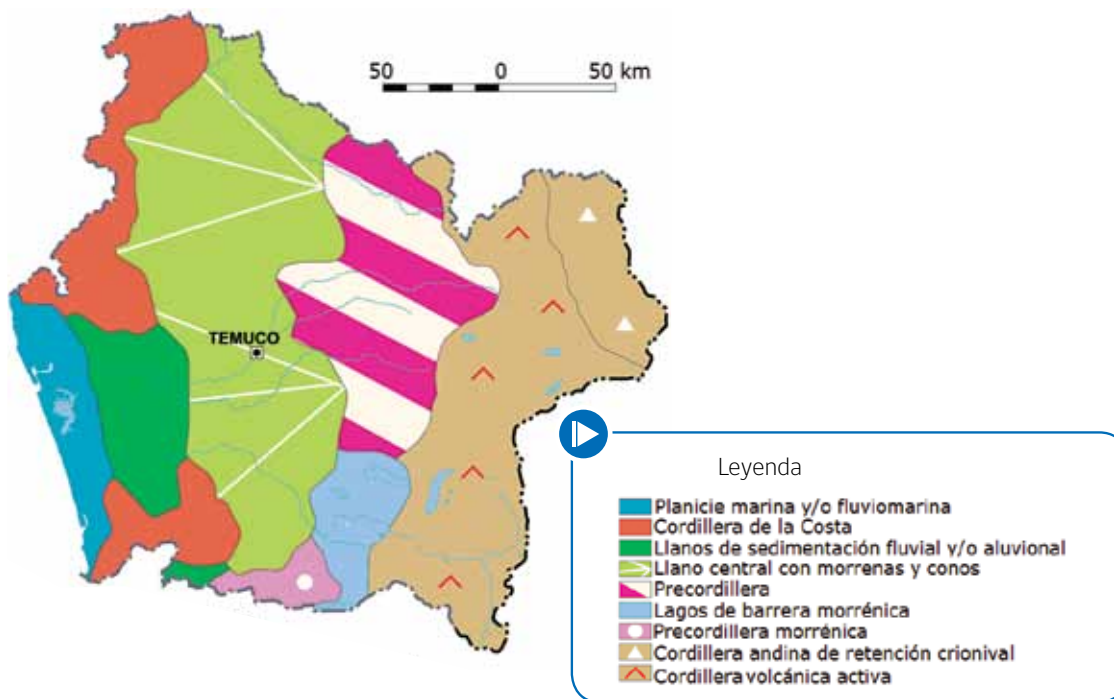 50 0 50 km
TEMUCO
Leyenda
Planicie marina y/o fluviomarina
Cordillera de la Costa
Llanos de sedimentación fluvial y/o aluvional
Llano central con morrenas y conos
Precordillera
Lagos de barrera morrénica
Precordillera morrénica
Cordillera andina de retención crionival
Cordillera volcánica activa